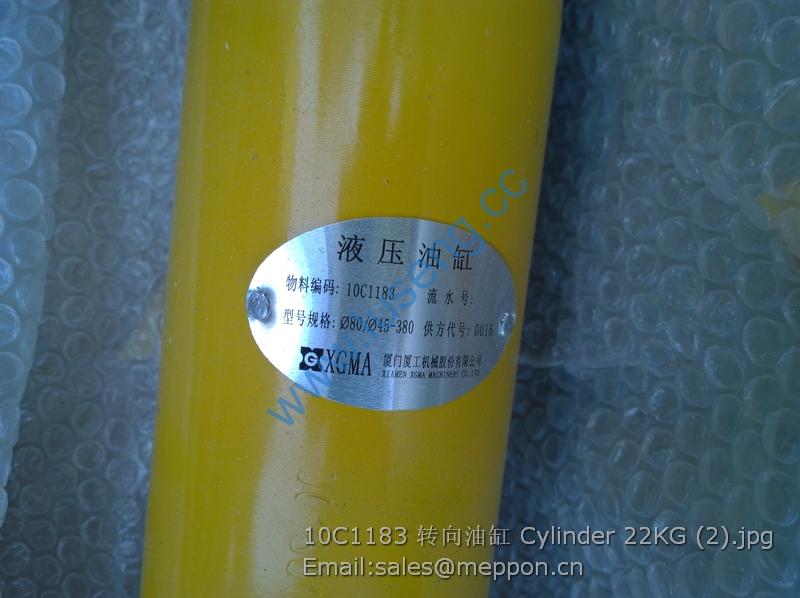 液压油缸
物料编码: 10C1183 流水号:
型号规格: Ø80/Ø45-380 供方代号: 0016
G XGMA 厦门厦工机械股份有限公司
XIAMEN XGMA MACHINERY CO.,LTD
10C1183 转向油缸 Cylinder 22KG (2).jpg
Email:sales@meppon.cn